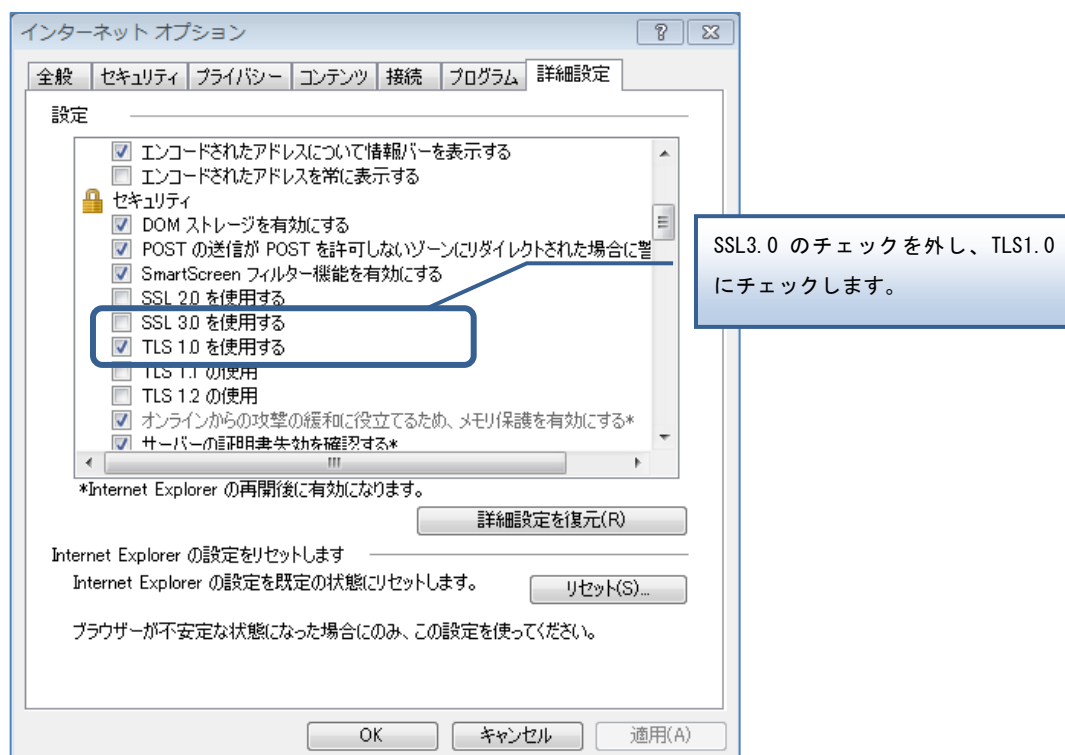 インターネット オプション
全般 セキュリティ プライバシー コンテンツ 接続 プログラム 詳細設定
設定
エンコードされたアドレスについて情報バーを表示する
エンコードされたアドレスを常に表示する
セキュリティ
DOM ストレージを有効にする
POST の送信が POST を許可しないゾーンにリダイレクトされた場合に警
SmartScreen フィルター機能を有効にする
SSL 2.0 を使用する
SSL 3.0 を使用する
TLS 1.0 を使用する
TLS 1.1 の使用
TLS 1.2 の使用
オンラインからの攻撃の緩和に役立てるため、メモリ保護を有効にする*
サーバーの証明書失効を確認する*
SSL3.0 のチェックを外し、TLS1.0
にチェックします。
*Internet Explorer の再開後に有効になります。
詳細設定を復元(R)
Internet Explorer の設定をリセットします
Internet Explorer の設定を既定の状態にリセットします。
リセット(S)...
ブラウザーが不安定な状態になった場合にのみ、この設定を使ってください。
OK キャンセル 適用(A)